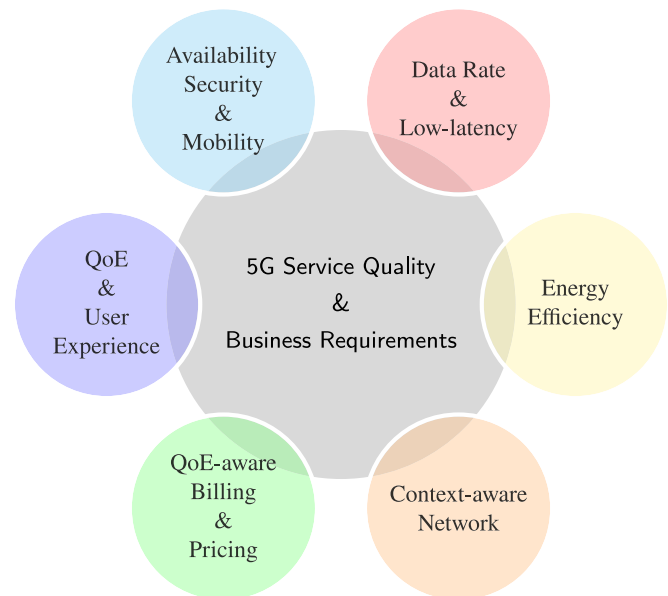 Availability
Security
&
Mobility
Data Rate
&
Low-latency
QoE
&
User
Experience
5G Service Quality
&
Business Requirements
Energy
Efficiency
QoE-aware
Billing
&
Pricing
Context-aware
Network